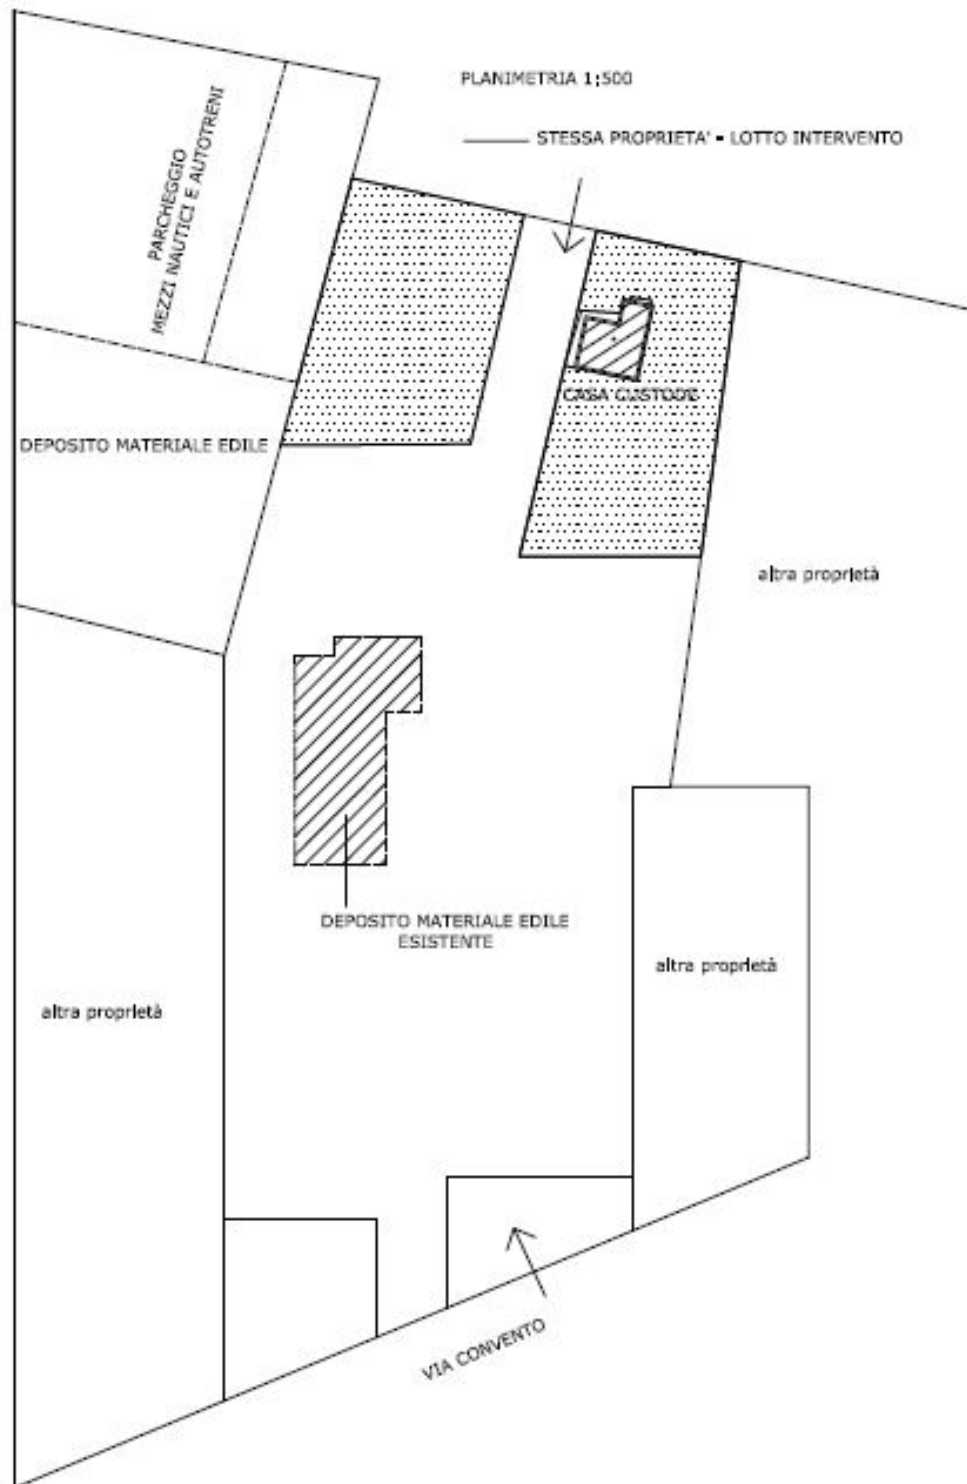 PLANIMETRIA 1:500
STESSA PROPRIETA' - LOTTO INTERVENTO
PARCHEGGIO
MEZZI NAUTICI E AUTOTRENI
CASA CUSTODE
DEPOSITO MATERIALE EDILE
altra proprietà
DEPOSITO MATERIALE EDILE
ESISTENTE
altra proprietà
altra proprietà
VIA CONVENTO